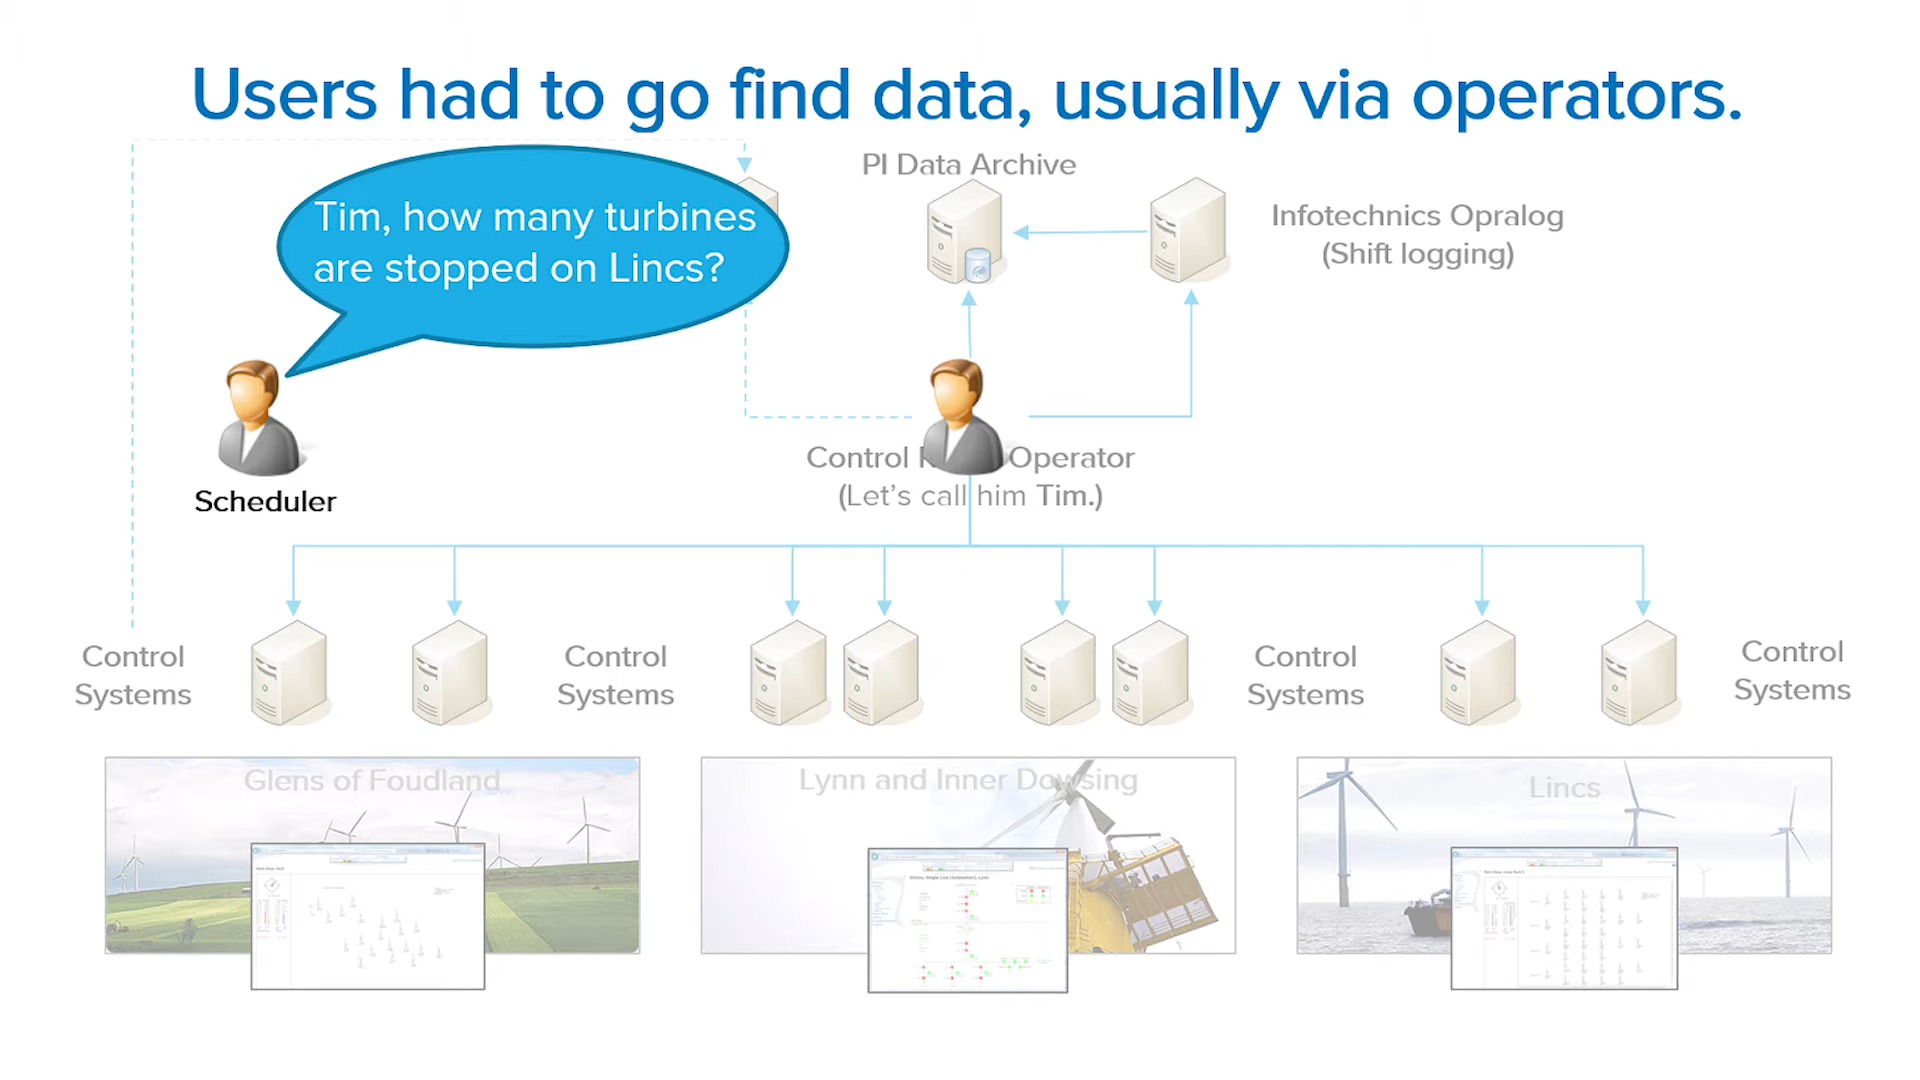 Users had to go find data, usually via operators.
PI Data Archive
Tim, how many turbines
are stopped on Lincs?
Infotechnics Opralog
(Shift logging)
Control
Operator
(Let's call him Tim.)
Scheduler
Control
Systems
Control
Systems
Control
Systems
Control
Systems
Glens of Foudland
Lynn and Inner Dowsing
Lincs